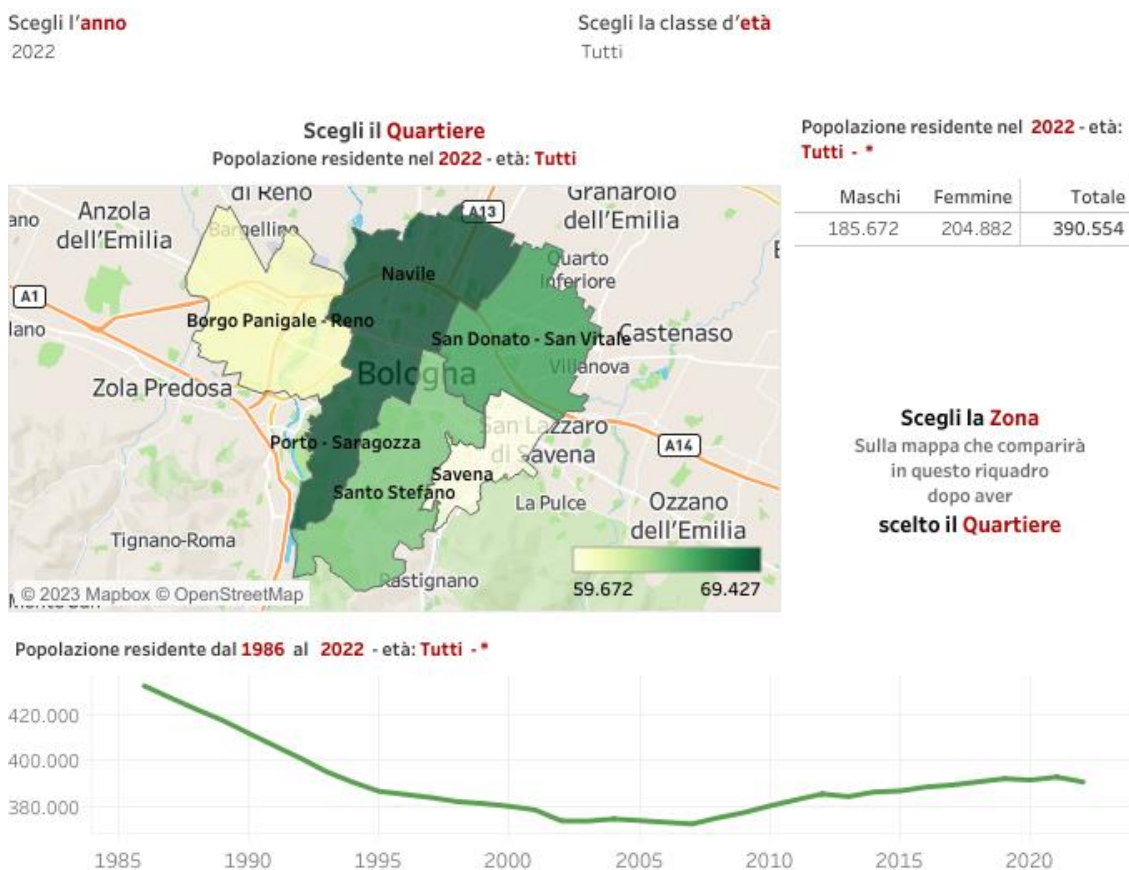 Scegli l'anno
2022
Scegli la classe d'età
Tutti
Scegli il Quartiere
Popolazione residente nel 2022 - età: Tutti
Popolazione residente nel 2022 - età:
Tutti - *
Maschi Femmine Totale
185.672 204.882 390.554
di Reno
Granarolo
dell'Emilia
Anzola
dell'Emilia
ano
Bargellino
A13
Navile
Quarto
Inferiore
A1
lano
Borgo Panigale - Reno
San Donato - San Vitale
Castenaso
Villanova
Bologna
Zola Predosa
San Lazzaro
di Savena
A14
Porto - Saragozza
Savena
Santo Stefano
La Pulce
Ozzano
dell'Emilia
Tignano-Roma
Rastignano
59.672 69.427
© 2023 Mapbox © OpenStreetMap
Scegli la Zona
Sulla mappa che comparirà
in questo riquadro
dopo aver
scelto il Quartiere
Popolazione residente dal 1986 al 2022 - età: Tutti - *
420.000
400.000
380.000
1985 1990 1995 2000 2005 2010 2015 2020